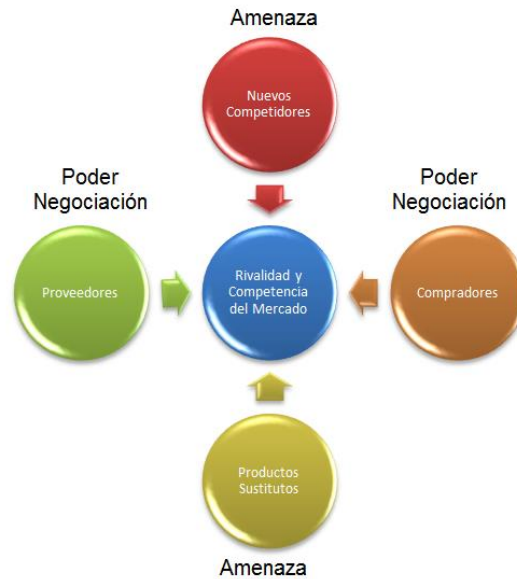 Amenaza
Nuevos
Competidores
Poder
Negociación
Poder
Negociación
Proveedores
Rivalidad y
Competencia
del Mercado
Compradores
Productos
Sustitutos
Amenaza